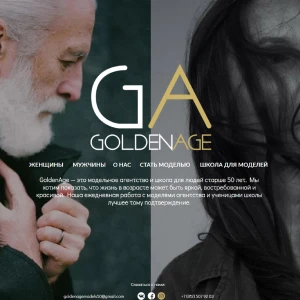 GA
GOLDENAGE
ЖЕНЩИНЫ МУЖЧИНЫ О НАС СТАТЬ МОДЕЛЬЮ ШКОЛА ДЛЯ МОДЕЛЕЙ
GoldenAge — это модельное агентство и школа для людей старше 50 лет. Мы
хотим показать, что жизнь в возрасте может быть яркой, востребованной и
красивой. Наша ежедневная работа с моделями агентства и ученицами школы
лучшее тому подтверждение.
Связаться с нами: